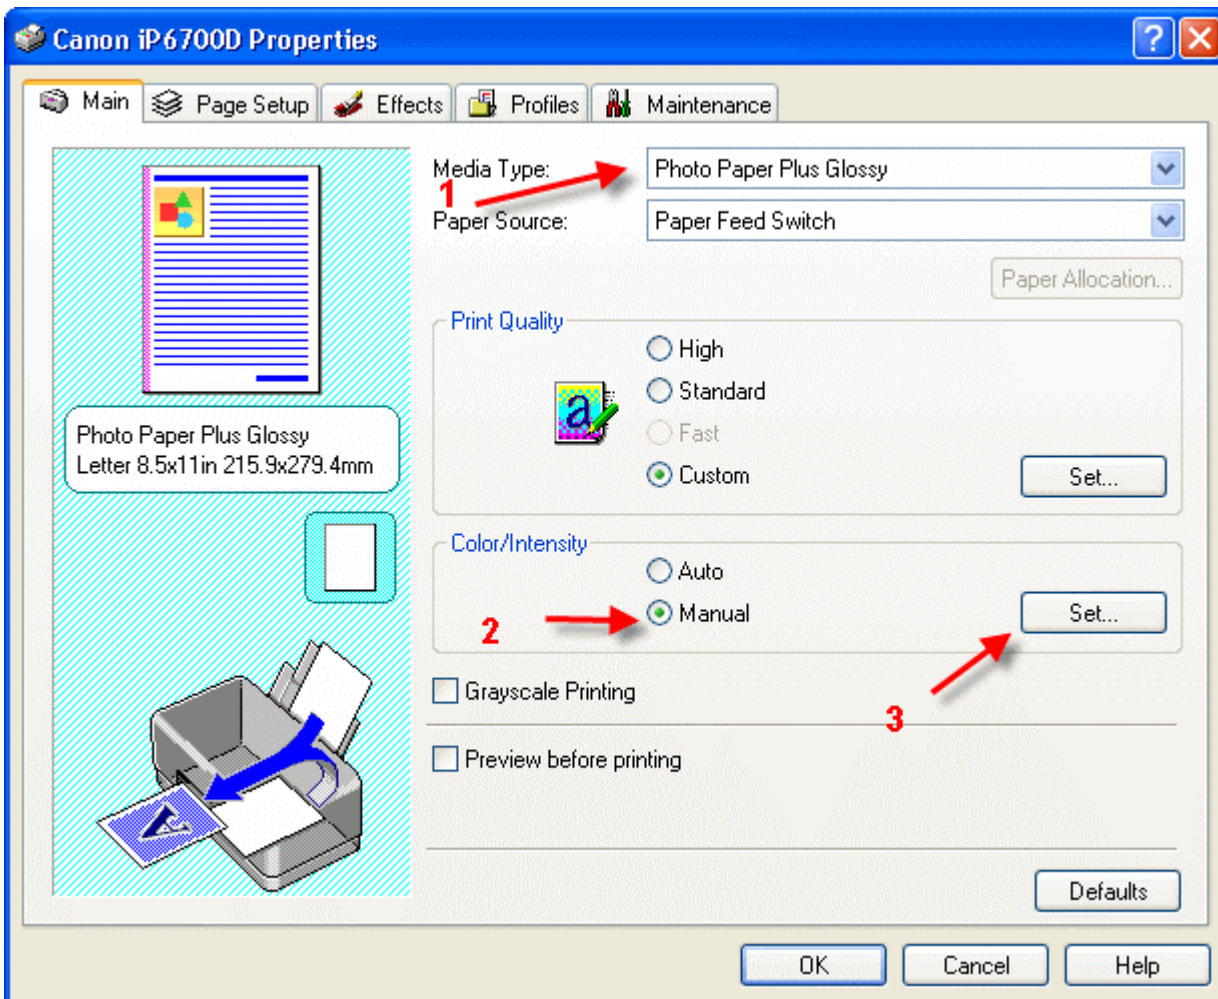 Canon iP6700D Properties
?
Main Page Setup Effects Profiles Maintenance
Media Type: Photo Paper Plus Glossy
1
Paper Source: Paper Feed Switch
Paper Allocation...
Print Quality
High
Standard
Fast
Custom Set...
a
Photo Paper Plus Glossy
Letter 8.5x11in 215.9x279.4mm
Color/Intensity
Auto
2 Manual Set...
3
Grayscale Printing
Preview before printing
A
Defaults
OK Cancel Help